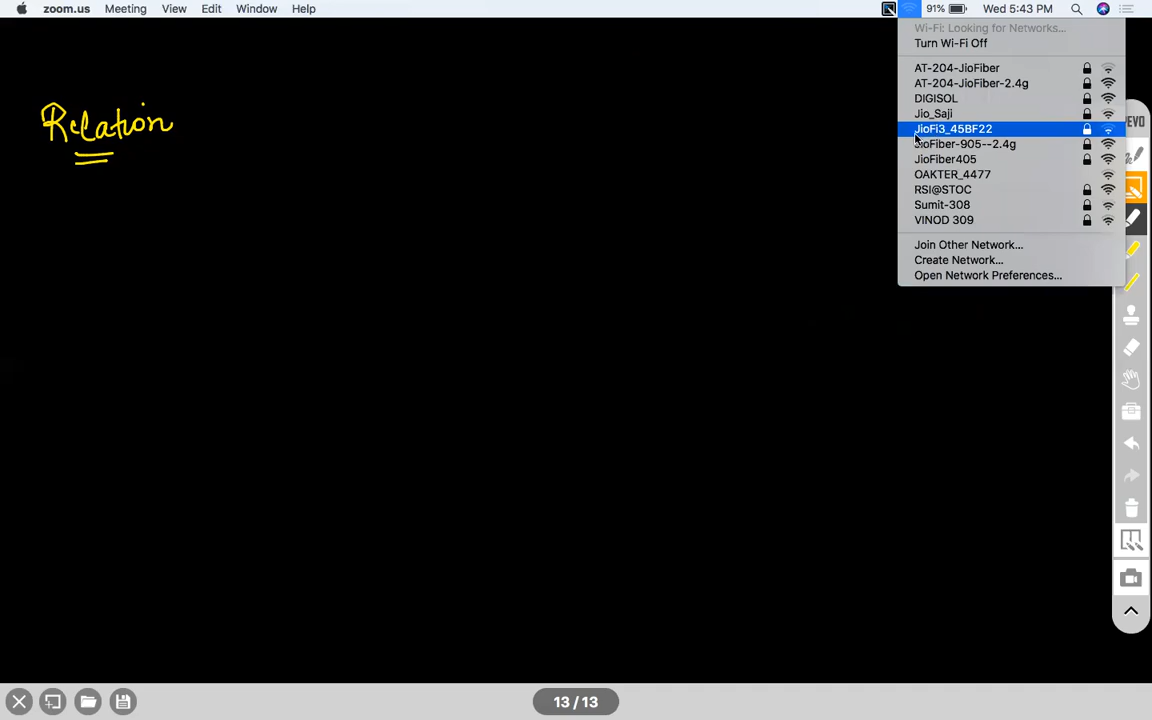 zoom.us Meeting View Edit Window Help 91% Wed 5:43 PM
Wi-Fi: Looking for Networks...
Turn Wi-Fi Off
AT-204-JioFiber
AT-204-JioFiber-2.4g
DIGISOL
Jio_Saji
JioFi3_45BF22
JioFiber-905--2.4g
JioFiber405
OAKTER_4477
RSI@STOC
Sumit-308
VINOD 309
Join Other Network...
Create Network...
Open Network Preferences...
Relation
13 / 13